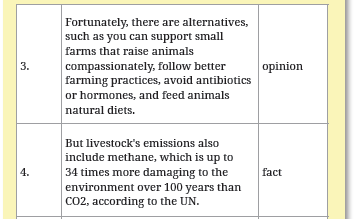 3.
Fortunately, there are alternatives,
such as you can support small
farms that raise animals
compassionately, follow better
farming practices, avoid antibiotics
or hormones, and feed animals
natural diets.
opinion
4.
But livestock's emissions also
include methane, which is up to
34 times more damaging to the
environment over 100 years than
CO2, according to the UN.
fact